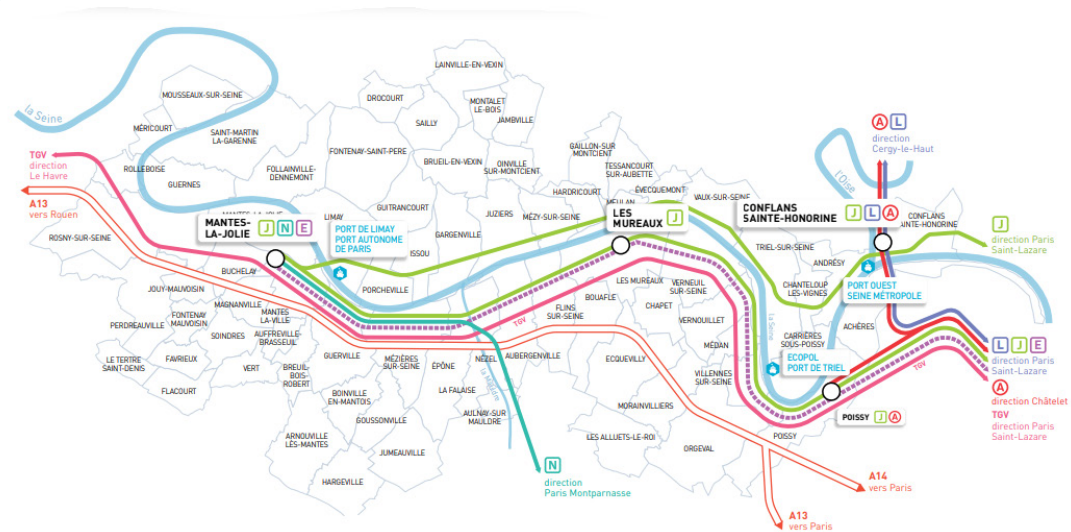 LAINVILLE-EN-VEXIN
MOUSSEAUX-SUR-SEINE
DROCOURT
MONTALET
LE-BOIS
la Seine
MÉRICOURT
SAINT-MARTIN
LA-GARENNE
SAILLY
JAMBVILLE
A L
direction
Cergy-le-Haut
TGV
direction
Le Havre
ROLLEBOISE
GUERNES
FOLLAINVILLE-
DENNEMONT
FONTENAY-SAINT-PERE
BRUEIL-EN-VEXIN
OINVILLE
SUR-MONTCIENT
GAILLON-SUR
MONTCIENT
TESSANCOURT
SUR-AUBETTE
l'Oise
A13
vers Rouen
HARDRICOURT
ÉVECQUEMONT
VAUX-SUR-SEINE
MEULAN
GUITRANCOURT
JUZIERS
MÉZY-SUR-SEINE
LES
MUREAUX J
CONFLANS
SAINTE-HONORINE J L A
CONFLANS
SAINTE-HONORINE
J
direction Paris
Saint-Lazare
MANTES-LA-JOLIE
MANTES-
LA-JOLIE J N E
LIMAY
PORT DE LIMAY
PORT AUTONOME
DE PARIS
GARGENVILLE
ROSNY-SUR-SEINE
ISSOU
TRIEL-SUR-SEINE
ANDRÉSY
BUCHELAY
PORCHEVILLE
LES MUREAUX
VERNEUIL
SUR-SEINE
CHANTELOUP
LES-VIGNES
PORT OUEST
SEINE MÉTROPOLE
JOUY-MAUVOISIN
MAGNANVILLE
MANTES
LA-VILLE
BOUAFLE
CHAPET
FLINS
SUR-SEINE
TGV
VERNOUILLET
la Seine
ACHÈRES
PERDREAUVILLE
FONTENAY
MAUVOISIN
SOINDRES
AUFFREVILLE-
BRASSEUIL
CARRIÈRES
SOUS-POISSY
L J E
direction Paris
Saint-Lazare
LE TERTRE
SAINT-DENIS
FAVRIEUX
VERT
GUERVILLE
MÉZIÈRES
SUR-SEINE
ÉPÔNE
NÉZEL
AUBERGENVILLE
ECQUEVILLY
MÉDAN
ECOPOL
PORT DE TRIEL
TGV
BREUIL-
BOIS
ROBERT
la Mauldre
VILLENNES
SUR-SEINE
A
direction Châtelet
FLACOURT
BOINVILLE
EN-MANTOIS
LA FALAISE
MORAINVILLIERS
POISSY J A
TGV
direction Paris
Saint-Lazare
GOUSSONVILLE
AULNAY-SUR
MAULDRE
ARNOUVILLE
LÈS-MANTES
LES ALLUETS-LE-ROI
POISSY
JUMEAUVILLE
ORGEVAL
HARGEVILLE
N
direction
Paris Montparnasse
A14
vers Paris
A13
vers Paris